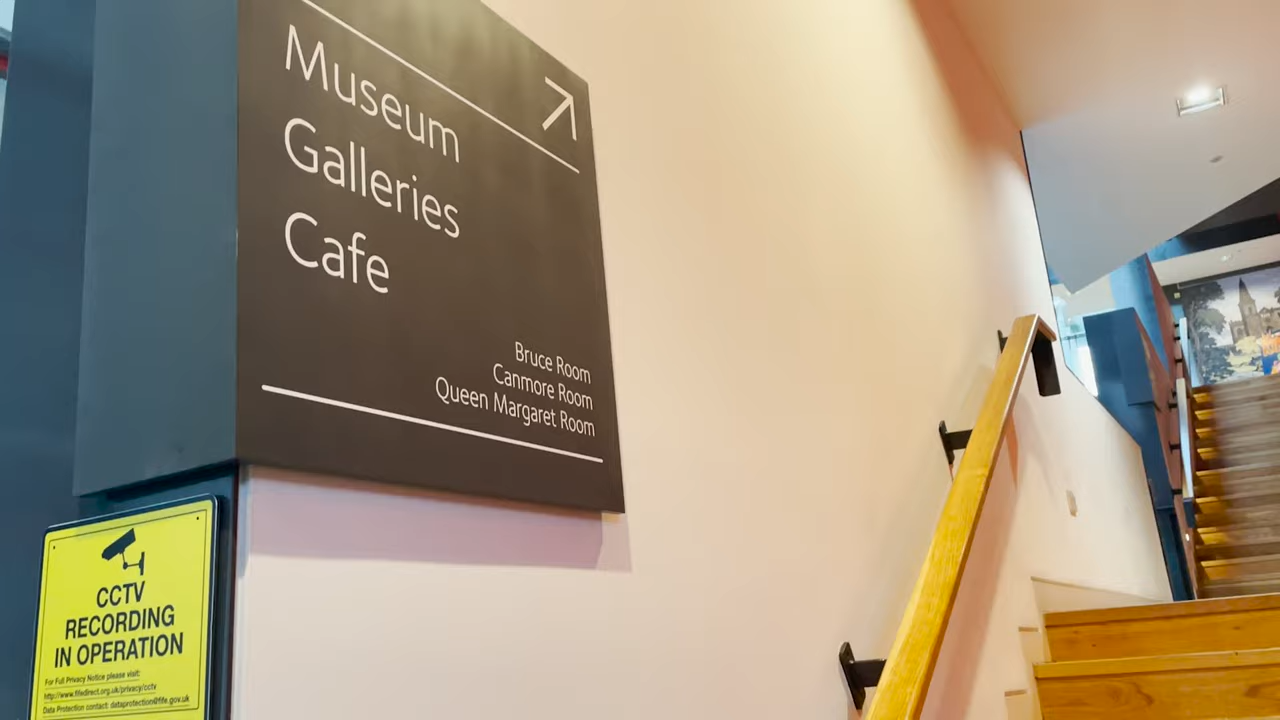 Museum
Galleries
Cafe
Bruce Room
Canmore Room
Queen Margaret Room
CCTV
RECORDING
IN OPERATION
For Full Privacy Notice please visit:
http://www.fifedirect.org.uk/privacy/cctv
Data Protection contact: dataprotection@fife.gov.uk